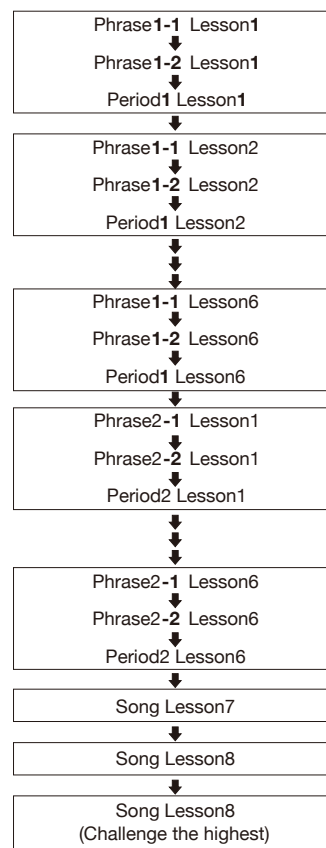 Phrase1-1 Lesson1
Phrase1-2 Lesson1
Period1 Lesson1
Phrase1-1 Lesson2
Phrase1-2 Lesson2
Period1 Lesson2
Phrase1-1 Lesson6
Phrase1-2 Lesson6
Period1 Lesson6
Phrase2-1 Lesson1
Phrase2-2 Lesson1
Period2 Lesson1
Phrase2-1 Lesson6
Phrase2-2 Lesson6
Period2 Lesson6
Song Lesson7
Song Lesson8
Song Lesson8
(Challenge the highest)